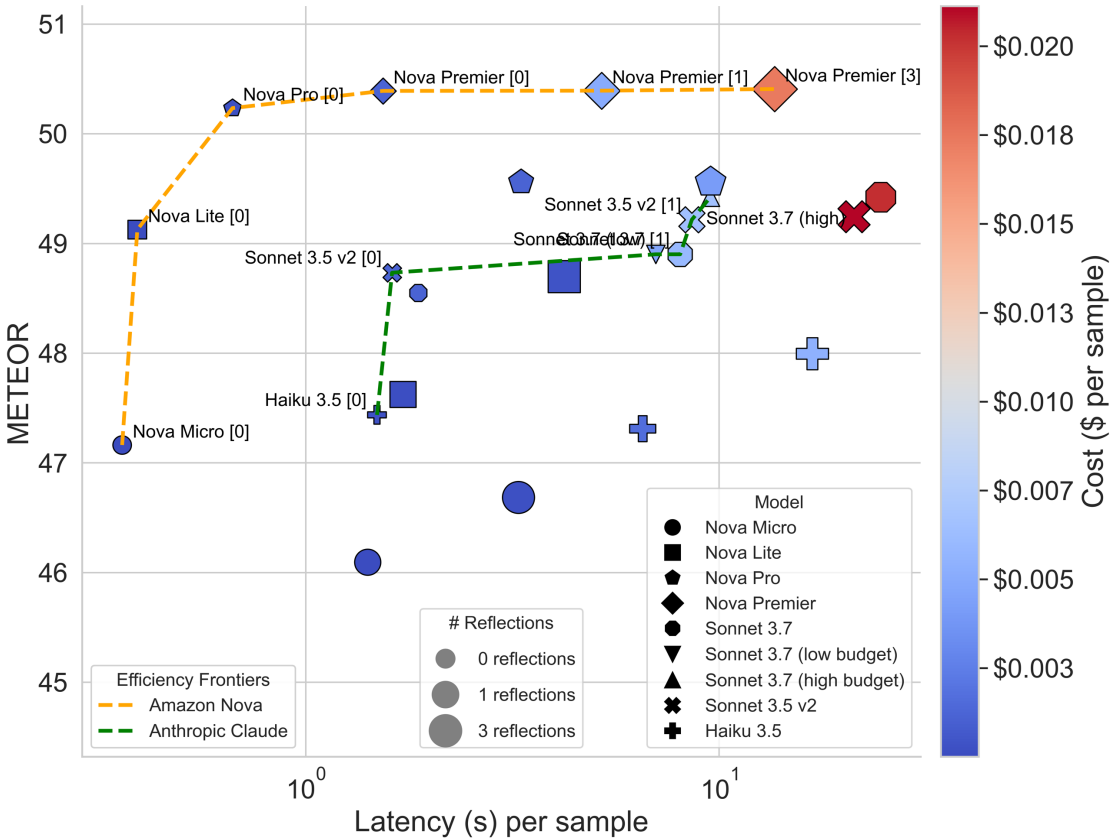 51
50
49
48
47
46
45
METEOR
10^0
10^1
Latency (s) per sample
Nova Premier [0]
Nova Premier [1]
Nova Premier [3]
Nova Pro [0]
Nova Lite [0]
Sonnet 3.5 v2 [1]
Sonnet 3.7 (high
Sonnet 3.7 (low)
[1]
Sonnet 3.5 v2 [0]
Haiku 3.5 [0]
Nova Micro [0]
Efficiency Frontiers
Amazon Nova
Anthropic Claude
# Reflections
0 reflections
1 reflections
3 reflections
Model
Nova Micro
Nova Lite
Nova Pro
Nova Premier
Sonnet 3.7
Sonnet 3.7 (low budget)
Sonnet 3.7 (high budget)
Sonnet 3.5 v2
Haiku 3.5
$0.020
$0.018
$0.015
$0.013
$0.010
$0.007
$0.005
$0.003
Cost ($ per sample)